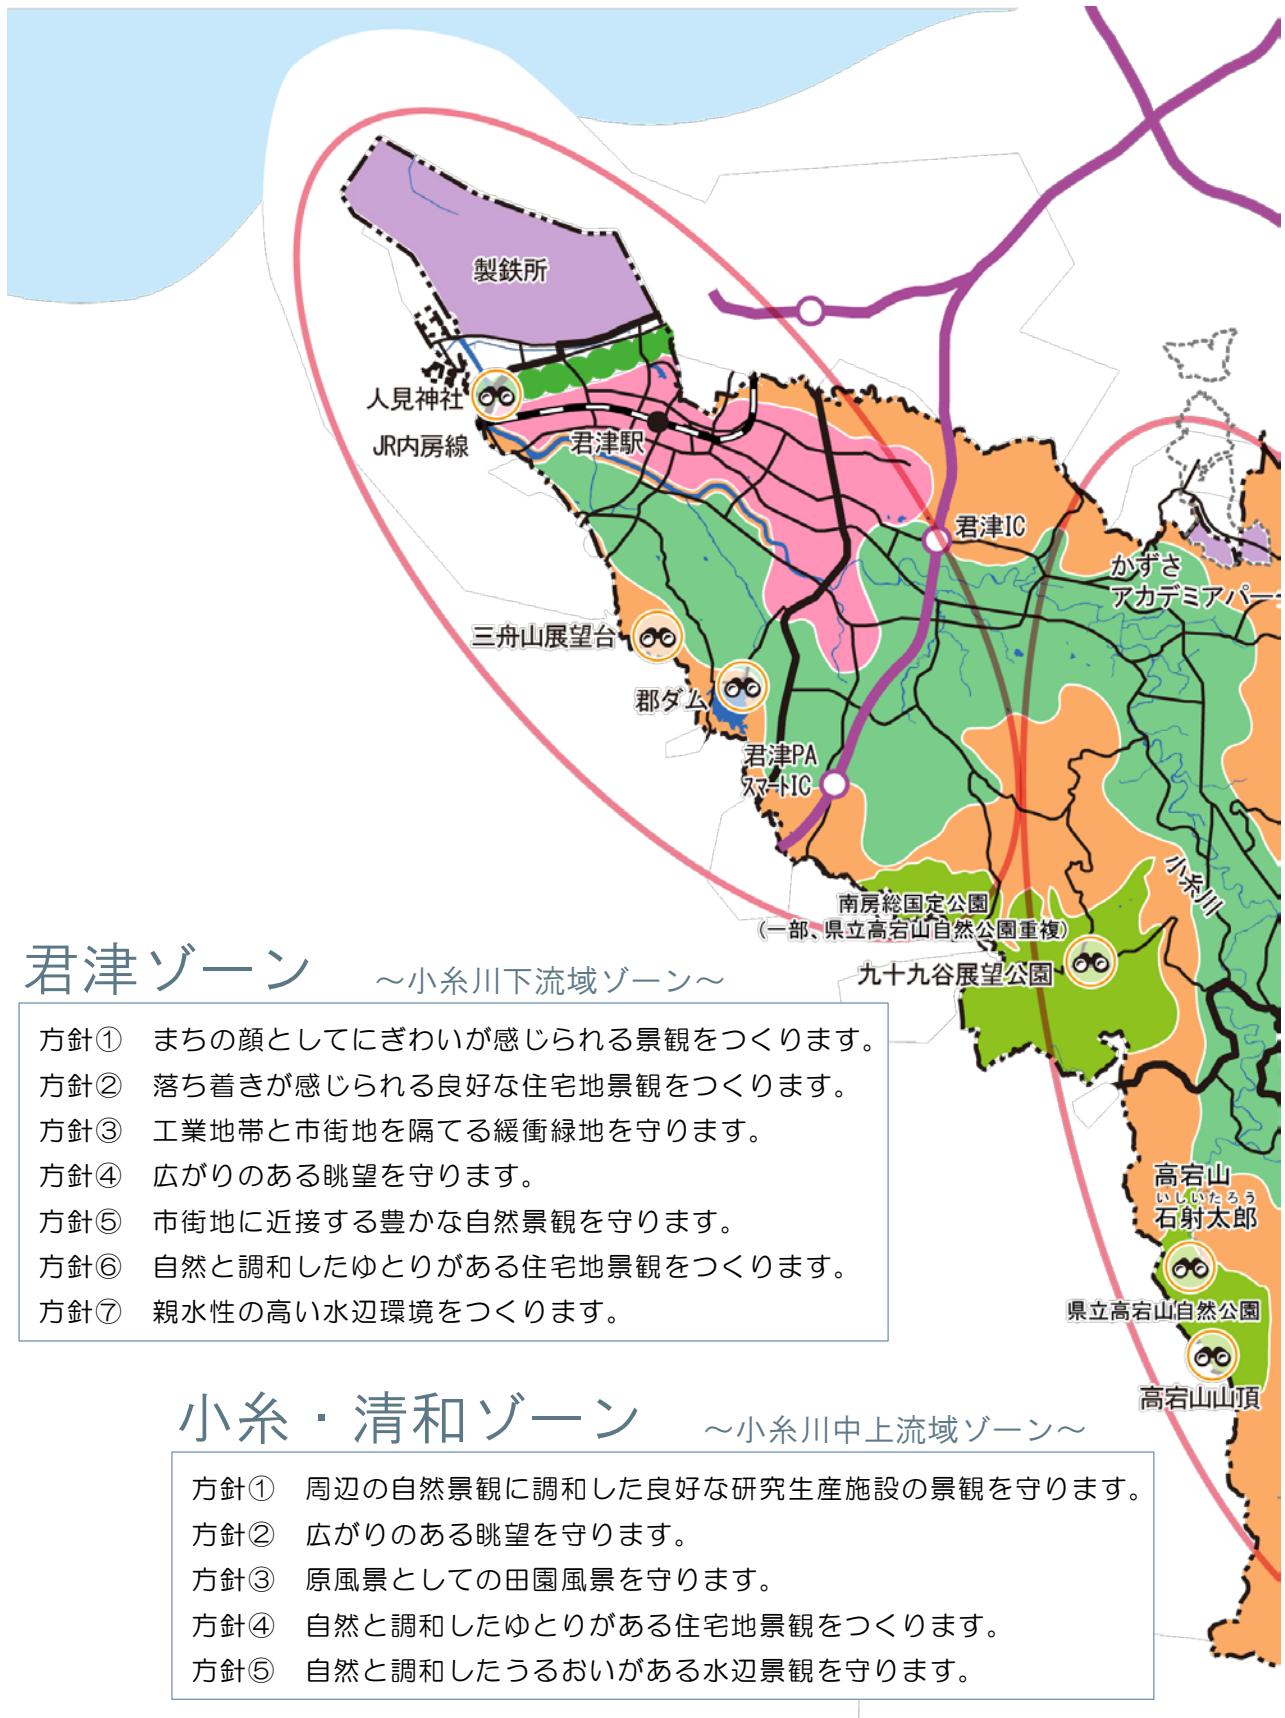 製鉄所
人見神社
JR内房線
君津駅
君津IC
かずさ
アカデミアパー
三舟山展望台
郡ダム
君津PA
スマートIC
小糸川
南房総国定公園
（一部、県立高宕山自然公園重複）
九十九谷展望公園
君津ゾーン　～小糸川下流域ゾーン～
方針①　まちの顔としてにぎわいが感じられる景観をつくります。
方針②　落ち着きが感じられる良好な住宅地景観をつくります。
方針③　工業地帯と市街地を隔てる緩衝緑地を守ります。
方針④　広がりのある眺望を守ります。
方針⑤　市街地に近接する豊かな自然景観を守ります。
方針⑥　自然と調和したゆとりがある住宅地景観をつくります。
方針⑦　親水性の高い水辺環境をつくります。
高宕山
いしいたろう
石射太郎
県立高宕山自然公園
高宕山山頂
小糸・清和ゾーン　～小糸川中上流域ゾーン～
方針①　周辺の自然景観に調和した良好な研究生産施設の景観を守ります。
方針②　広がりのある眺望を守ります。
方針③　原風景としての田園風景を守ります。
方針④　自然と調和したゆとりがある住宅地景観をつくります。
方針⑤　自然と調和したうるおいがある水辺景観を守ります。